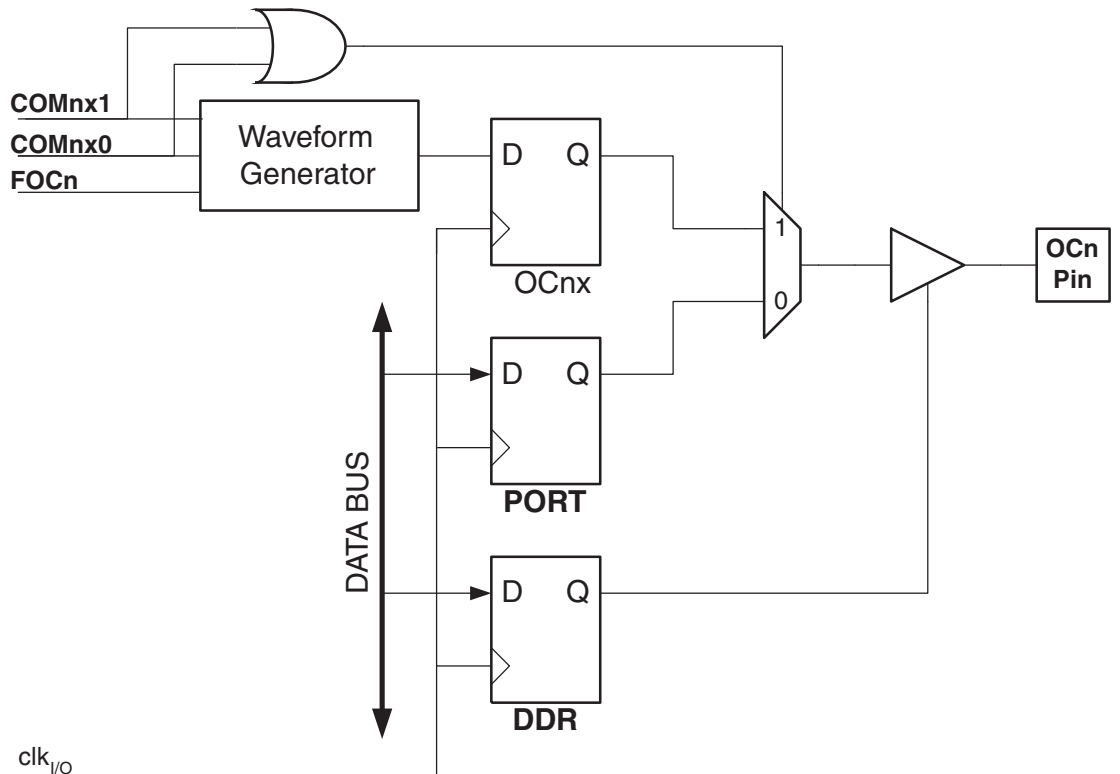 COMnx1
COMnx0
FOCn
Waveform
Generator
D Q
OCnx
1
0
OCn
Pin
D Q
PORT
DATA BUS
D Q
DDR
clkI/O